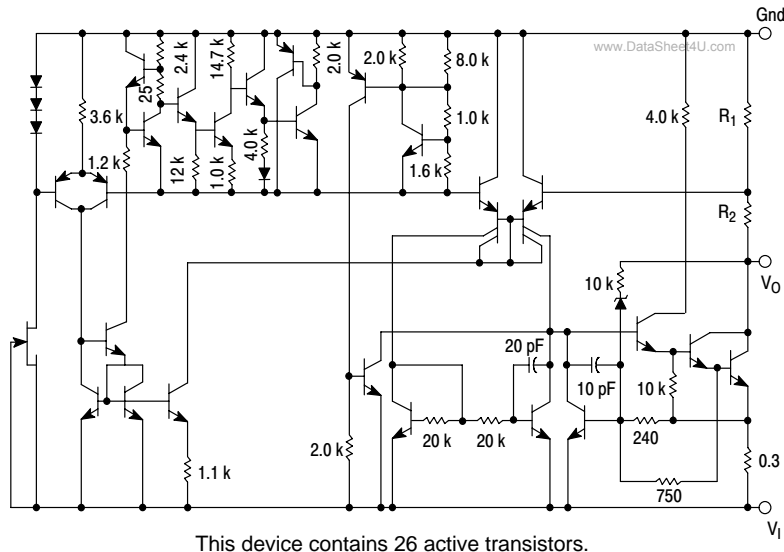 Gnd
www.DataSheet4U.com
2.4 k
14.7 k
2.0 k
2.0 k
8.0 k
25
3.6 k
1.0 k
4.0 k
R1
4.0 k
1.2 k
12 k
1.0 k
1.6 k
R2
VO
10 k
20 pF
10 pF
10 k
20 k
20 k
240
2.0 k
0.3
1.1 k
750
VI
This device contains 26 active transistors.